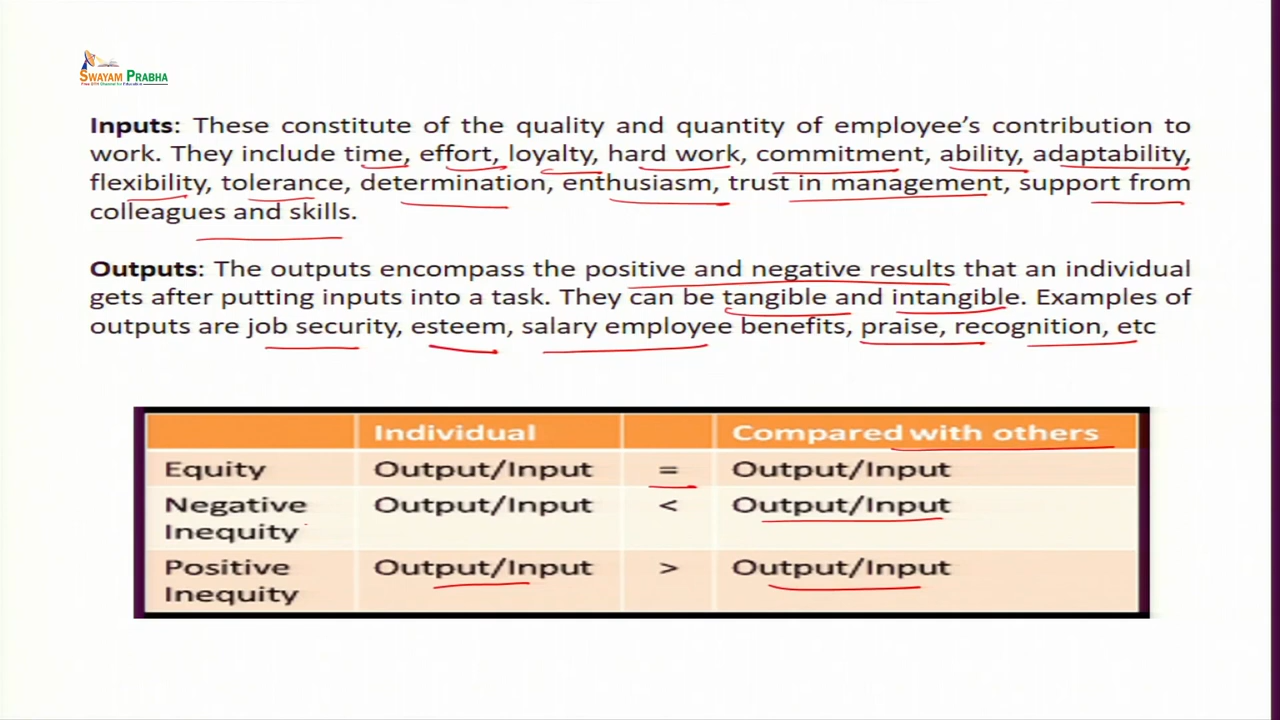 SWAYAM PRABHA
Inputs: These constitute of the quality and quantity of employee's contribution to
work. They include time, effort, loyalty, hard work, commitment, ability, adaptability,
flexibility, tolerance, determination, enthusiasm, trust in management, support from
colleagues and skills.
Outputs: The outputs encompass the positive and negative results that an individual
gets after putting inputs into a task. They can be tangible and intangible. Examples of
outputs are job security, esteem, salary employee benefits, praise, recognition, etc
Individual Compared with others
Equity Output/Input = Output/Input
Negative Output/Input < Output/Input
Inequity
Positive Output/Input > Output/Input
Inequity